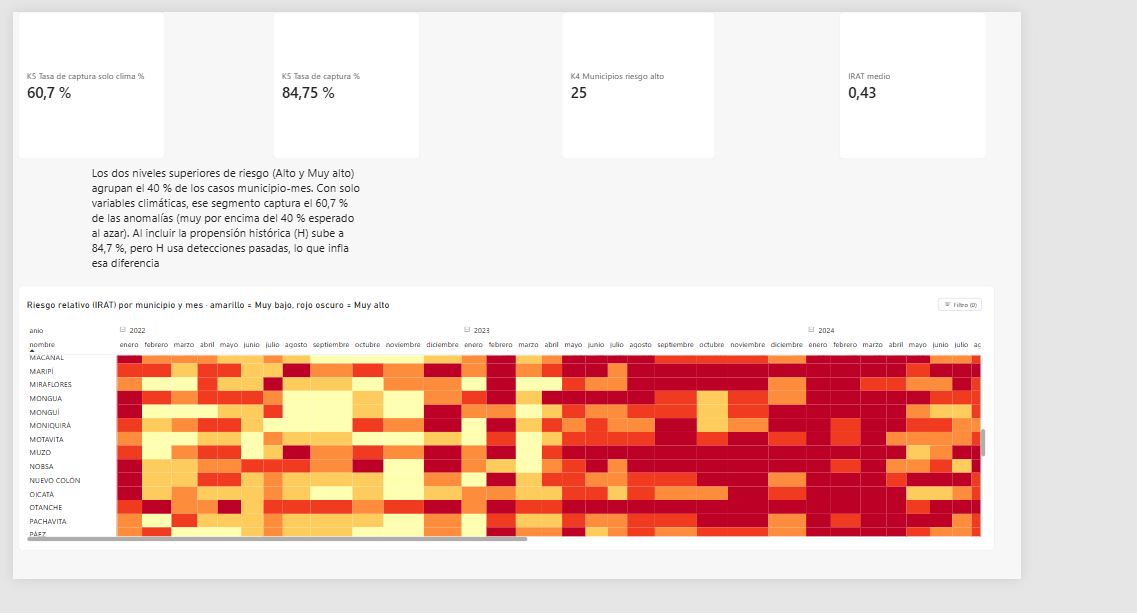 K5 Tasa de captura solo clima %
60,7 %
K5 Tasa de captura %
84,75 %
K4 Municipios riesgo alto
25
IRAT medio
0,43
Los dos niveles superiores de riesgo (Alto y Muy alto)
agrupan el 40 % de los casos municipio-mes. Con solo
variables climáticas, ese segmento captura el 60,7 %
de las anomalías (muy por encima del 40 % esperado
al azar). Al incluir la propensión histórica (H) sube a
84,7 %, pero H usa detecciones pasadas, lo que infla
esa diferencia
Riesgo relativo (IRAT) por municipio y mes · amarillo = Muy bajo, rojo oscuro = Muy alto
Filtro (0)
anio 2022 2023 2024
nombre enero febrero marzo abril mayo junio julio agosto septiembre octubre noviembre diciembre enero febrero marzo abril mayo junio julio agosto septiembre octubre noviembre diciembre enero febrero marzo abril mayo junio julio ag
MACANAL
MARIPÍ
MIRAFLORES
MONGUA
MONGUÍ
MONIQUIRÁ
MOTAVITA
MUZO
NOBSA
NUEVO COLÓN
OICATÁ
OTANCHE
PACHAVITA
PÁEZ